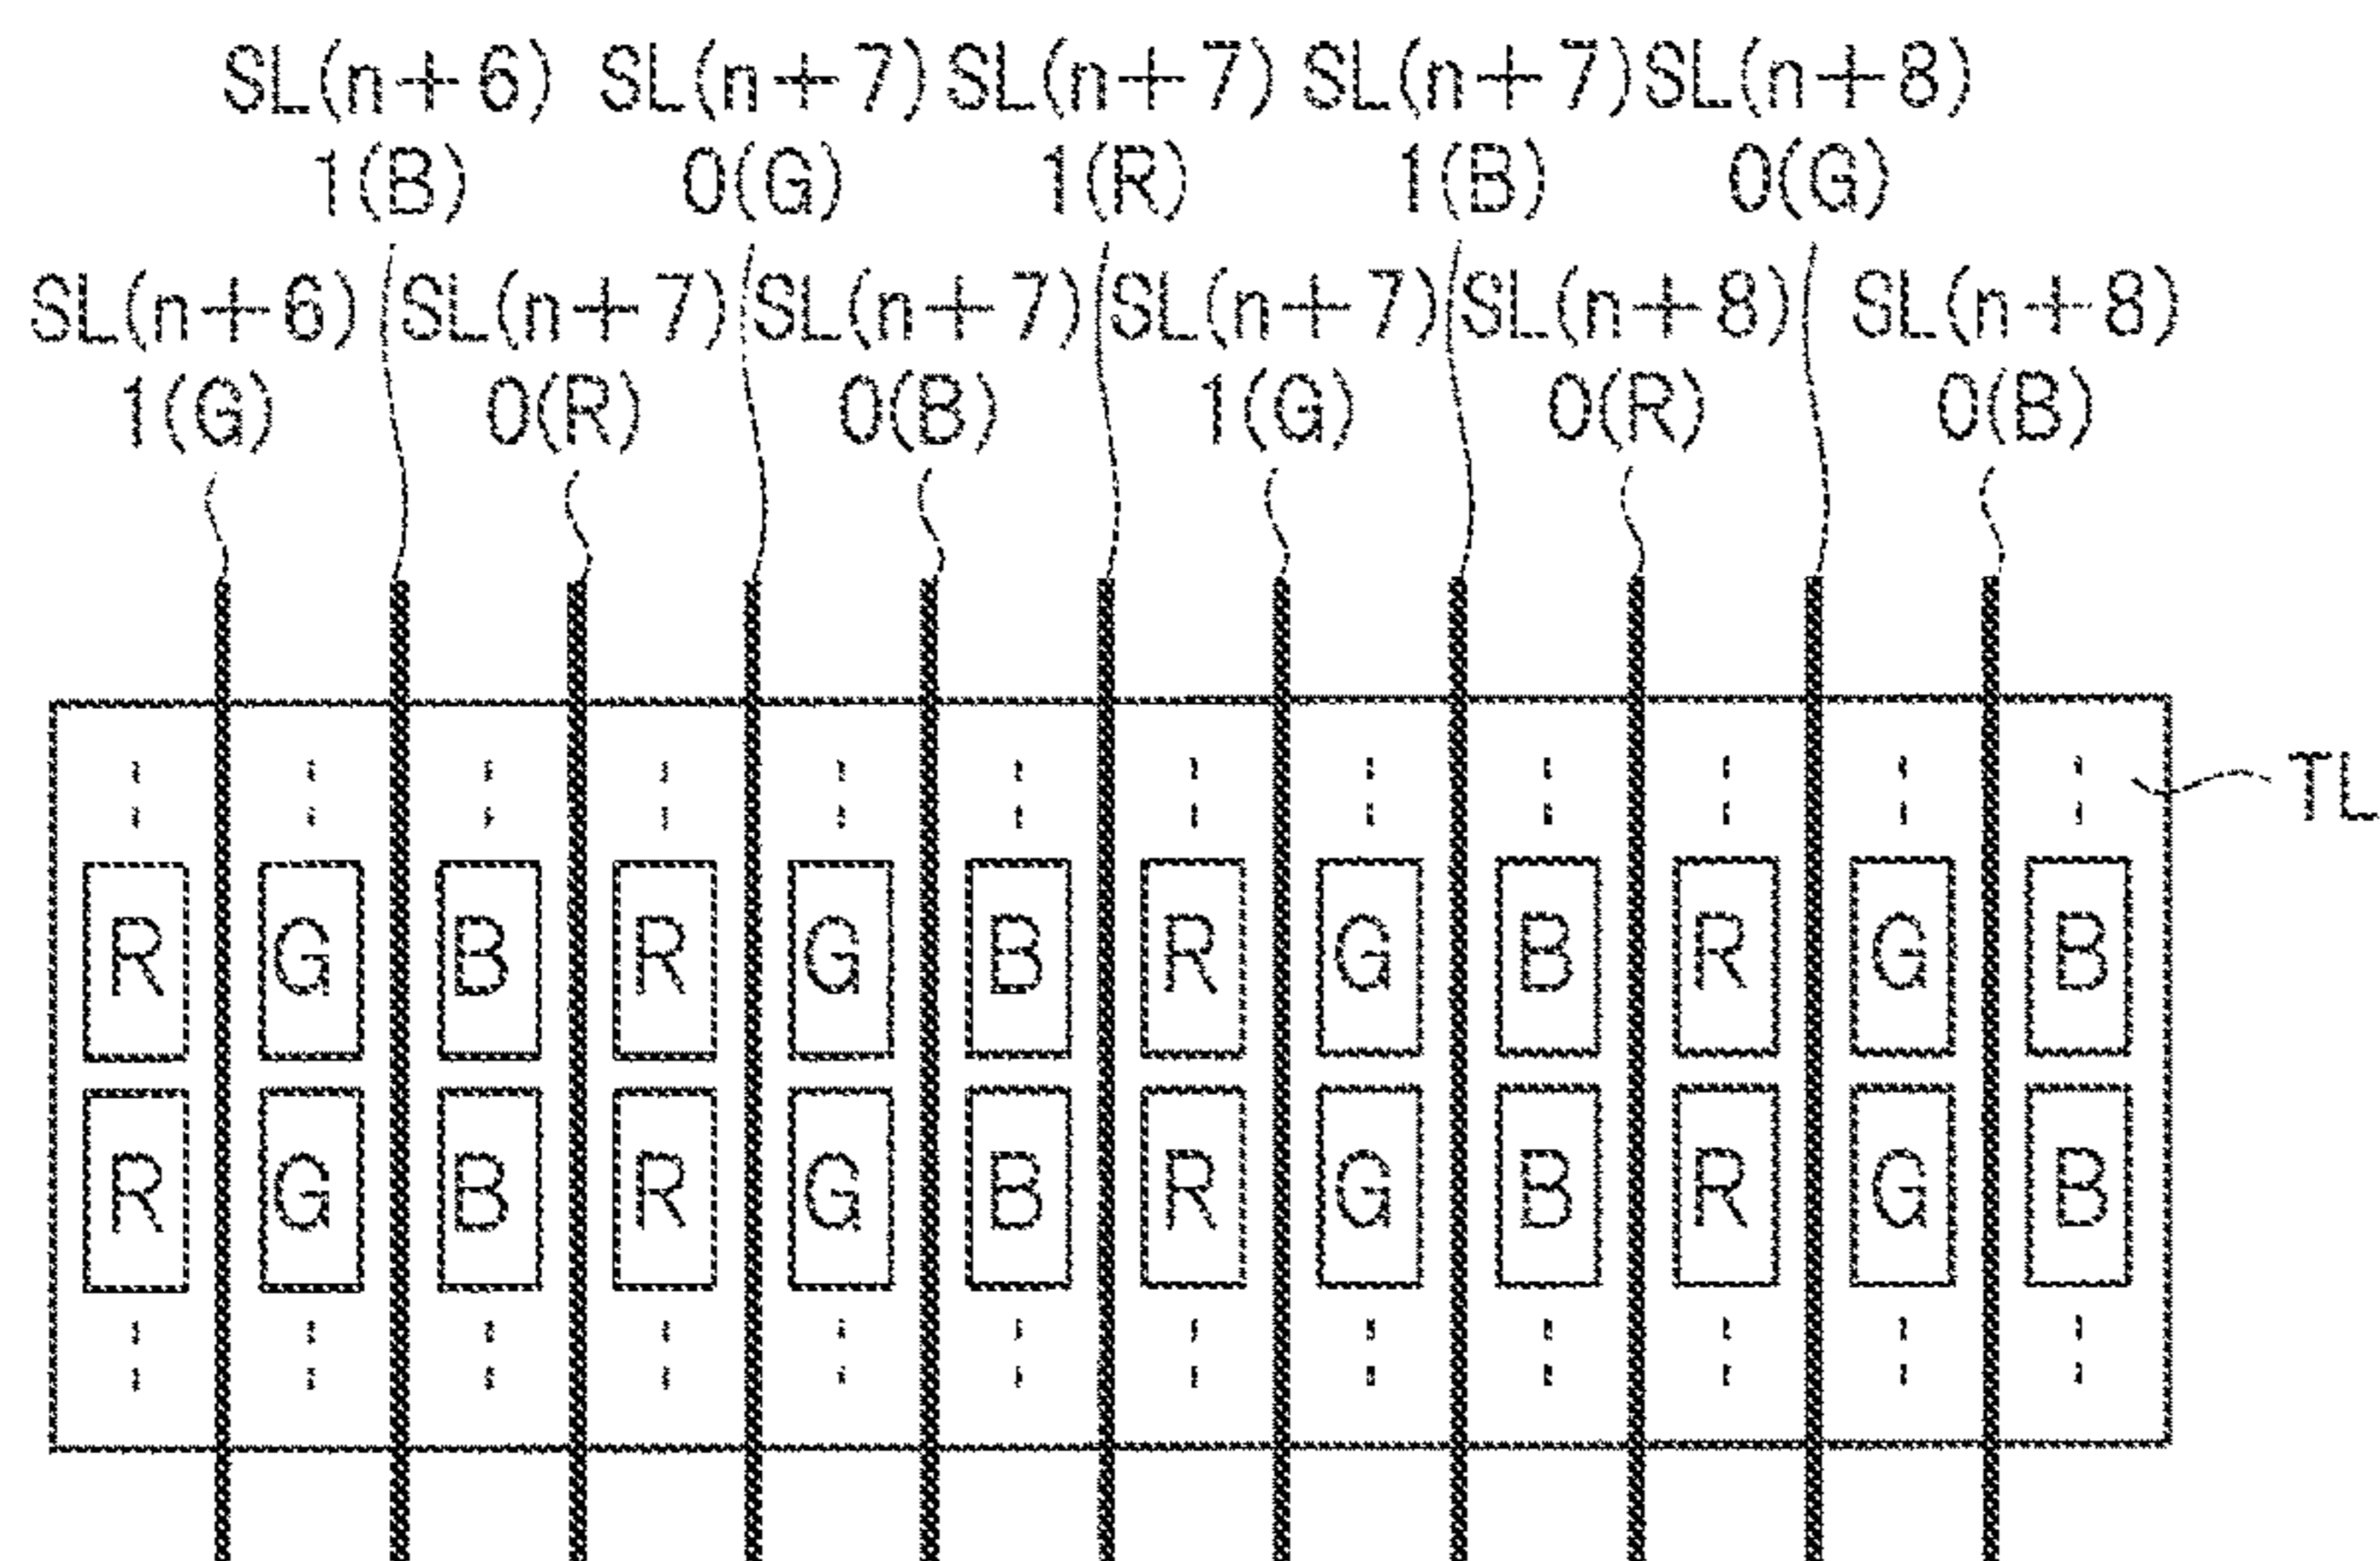 SL(n+6) SL(n+7) SL(n+7) SL(n+7) SL(n+8)
1(B) 0(G) 1(R) 1(B) 0(G)
SL(n+6) SL(n+7) SL(n+7) SL(n+7) SL(n+8) SL(n+8)
1(G) 0(R) 0(B) 1(G) 0(R) 0(B)
TL
R G B R G B R G B R G B
R G B R G B R G B R G B